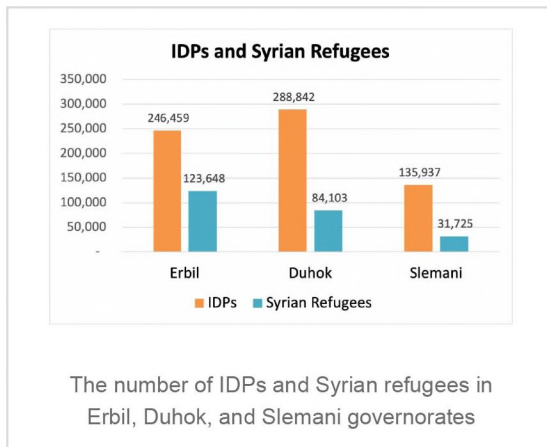 IDPs and Syrian Refugees
350,000
300,000
250,000
200,000
150,000
100,000
50,000
-
246,459
123,648
288,842
84,103
135,937
31,725
Erbil Duhok Slemani
IDPs Syrian Refugees
The number of IDPs and Syrian refugees in
Erbil, Duhok, and Slemani governorates